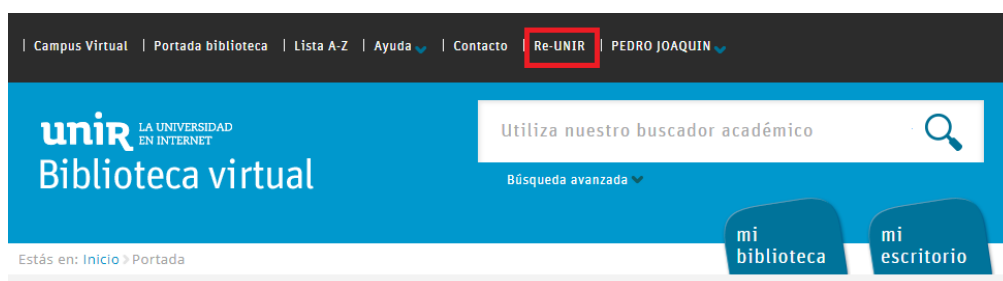 | Campus Virtual | Portada biblioteca | Lista A-Z | Ayuda | Contacto | Re-UNIR | PEDRO JOAQUIN
unir LA UNIVERSIDAD
EN INTERNET
Biblioteca virtual
Utiliza nuestro buscador académico
Búsqueda avanzada
mi
biblioteca
mi
escritorio
Estás en: Inicio > Portada